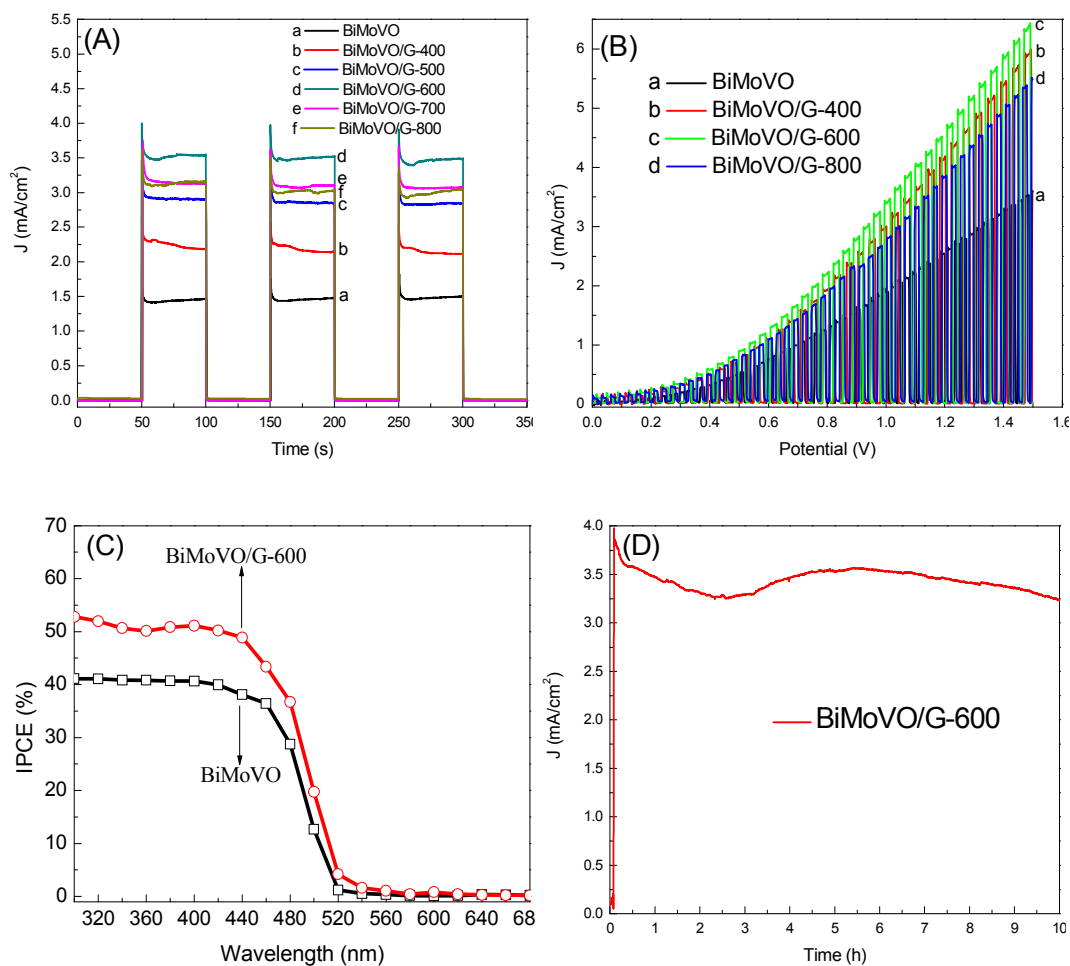 (A)
a BiMoVO
b BiMoVO/G-400
c BiMoVO/G-500
d BiMoVO/G-600
e BiMoVO/G-700
f BiMoVO/G-800
5.5
5.0
4.5
4.0
3.5
3.0
2.5
2.0
1.5
1.0
0.5
0.0
J (mA/cm²)
d
e
f
c
b
a
0 50 100 150 200 250 300 350
Time (s)
(B)
a BiMoVO
b BiMoVO/G-400
c BiMoVO/G-600
d BiMoVO/G-800
6
5
4
3
2
1
0
J (mA/cm²)
c
b
d
a
0.0 0.2 0.4 0.6 0.8 1.0 1.2 1.4 1.6
Potential (V)
(C)
70
60
50
40
30
20
10
0
IPCE (%)
BiMoVO/G-600
BiMoVO
320 360 400 440 480 520 560 600 640 68
Wavelength (nm)
(D)
4.0
3.5
3.0
2.5
2.0
1.5
1.0
0.5
0.0
J (mA/cm²)
BiMoVO/G-600
0 1 2 3 4 5 6 7 8 9 10
Time (h)